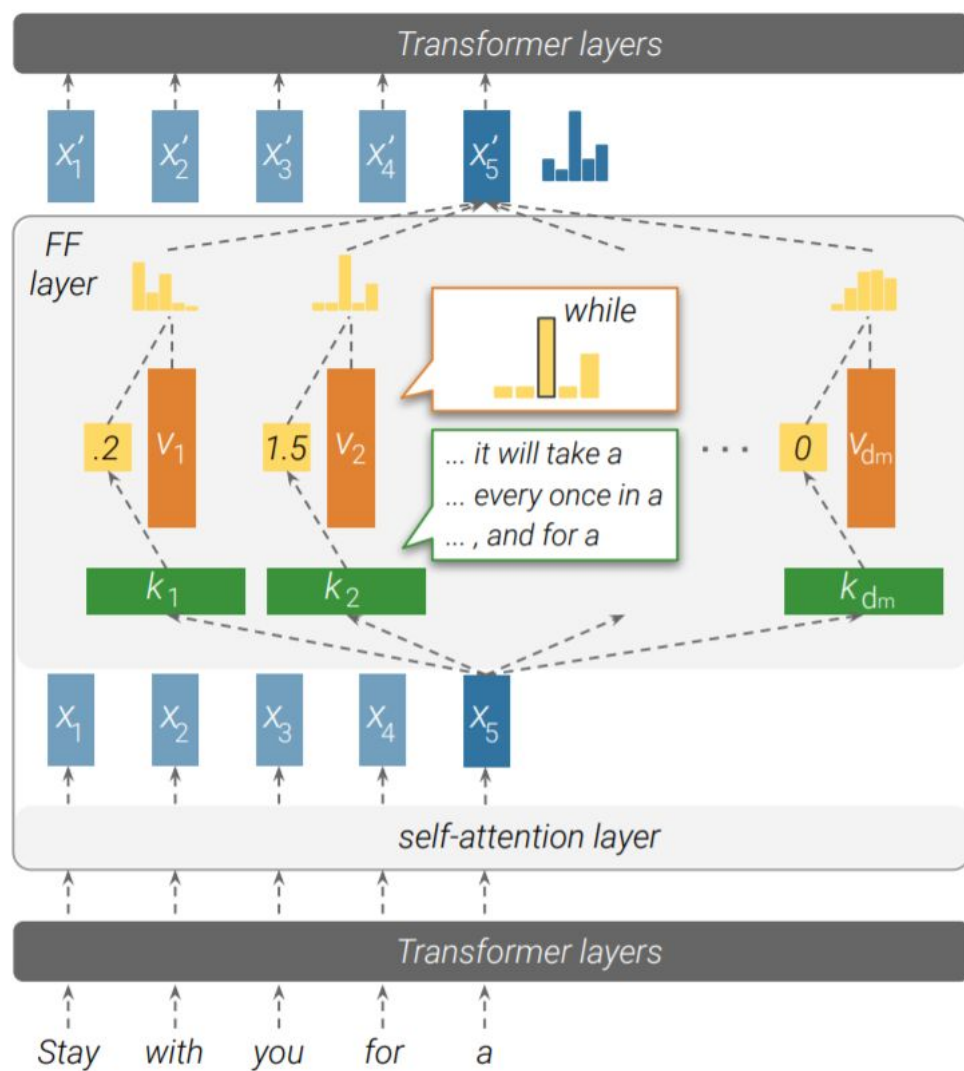 Transformer layers
x′1 x′2 x′3 x′4 x′5
FF
layer
while
.2 v1 1.5 v2 ... 0 vdm
... it will take a
... every once in a
... , and for a
k1 k2 kdm
x1 x2 x3 x4 x5
self-attention layer
Transformer layers
Stay with you for a